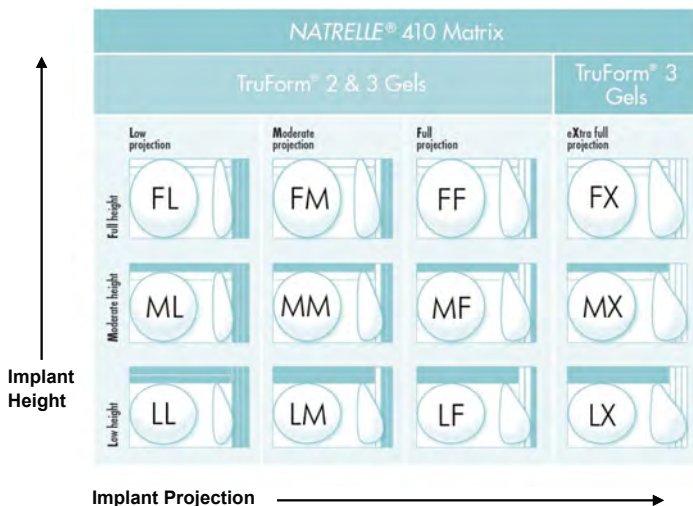 NATRELLE® 410 Matrix
TruForm® 2 & 3 Gels
TruForm® 3
Gels
Low
projection
Moderate
projection
Full
projection
eXtra full
projection
Full height
FL
FM
FF
FX
Moderate height
ML
MM
MF
MX
Implant
Height
Low height
LL
LM
LF
LX
Implant Projection